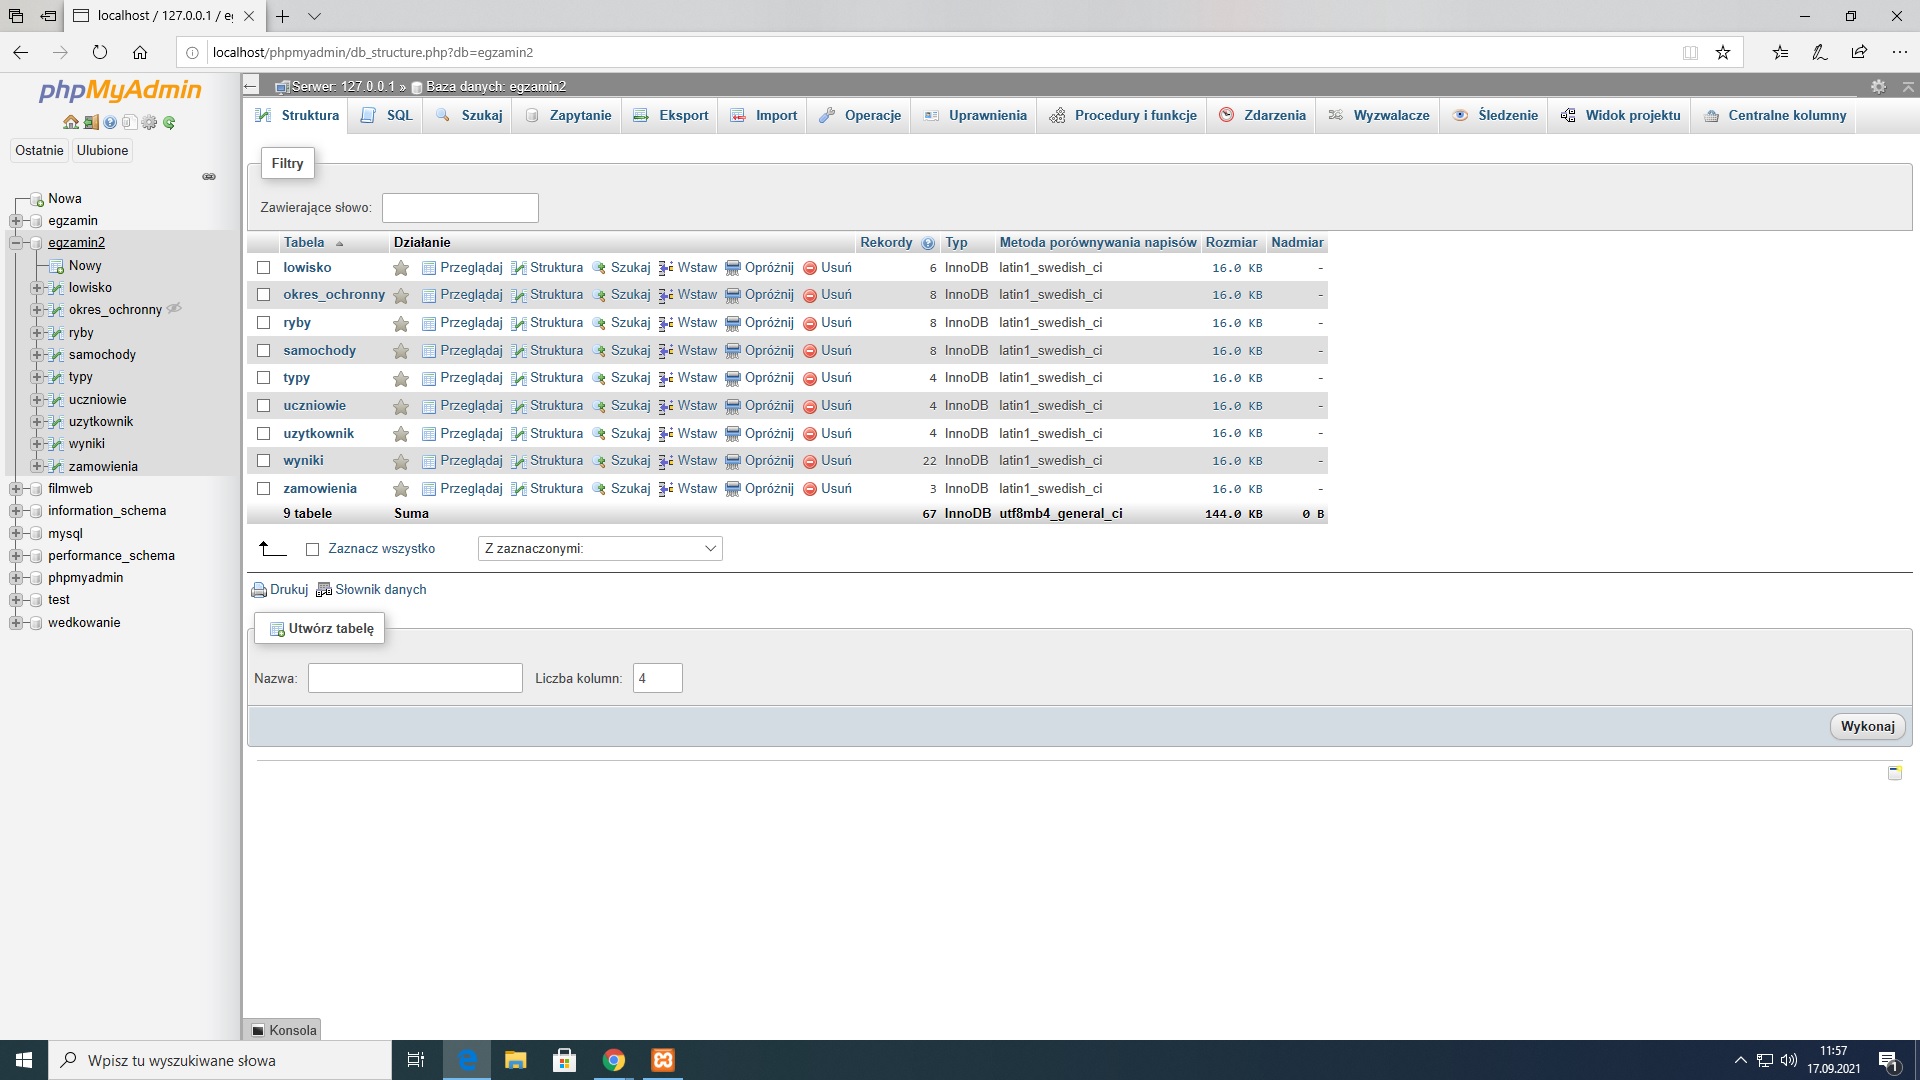 localhost / 127.0.0.1 / eg
localhost/phpmyadmin/db_structure.php?db=egzamin2
phpMyAdmin
Ostatnie Ulubione
Nowa
egzamin
egzamin2
Nowy
lowisko
okres_ochronny
ryby
samochody
typy
uczniowie
uzytkownik
wyniki
zamowienia
filmweb
information_schema
mysql
performance_schema
phpmyadmin
test
wedkowanie
Serwer: 127.0.0.1 » Baza danych: egzamin2
Struktura SQL Szukaj Zapytanie Eksport Import Operacje Uprawnienia Procedury i funkcje Zdarzenia Wyzwalacze Śledzenie Widok projektu Centralne kolumny
Filtry
Zawierające słowo:
Tabela Działanie Rekordy Typ Metoda porównywania napisów Rozmiar Nadmiar
lowisko Przeglądaj Struktura Szukaj Wstaw Opróżnij Usuń 6 InnoDB latin1_swedish_ci 16.0 KB -
okres_ochronny Przeglądaj Struktura Szukaj Wstaw Opróżnij Usuń 8 InnoDB latin1_swedish_ci 16.0 KB -
ryby Przeglądaj Struktura Szukaj Wstaw Opróżnij Usuń 8 InnoDB latin1_swedish_ci 16.0 KB -
samochody Przeglądaj Struktura Szukaj Wstaw Opróżnij Usuń 8 InnoDB latin1_swedish_ci 16.0 KB -
typy Przeglądaj Struktura Szukaj Wstaw Opróżnij Usuń 4 InnoDB latin1_swedish_ci 16.0 KB -
uczniowie Przeglądaj Struktura Szukaj Wstaw Opróżnij Usuń 4 InnoDB latin1_swedish_ci 16.0 KB -
uzytkownik Przeglądaj Struktura Szukaj Wstaw Opróżnij Usuń 4 InnoDB latin1_swedish_ci 16.0 KB -
wyniki Przeglądaj Struktura Szukaj Wstaw Opróżnij Usuń 22 InnoDB latin1_swedish_ci 16.0 KB -
zamowienia Przeglądaj Struktura Szukaj Wstaw Opróżnij Usuń 3 InnoDB latin1_swedish_ci 16.0 KB -
9 tabele Suma 67 InnoDB utf8mb4_general_ci 144.0 KB 0 B
Zaznacz wszystko Z zaznaczonymi:
Drukuj Słownik danych
Utwórz tabelę
Nazwa: Liczba kolumn: 4
Wykonaj
Konsola
Wpisz tu wyszukiwane słowa
11:57
17.09.2021
1